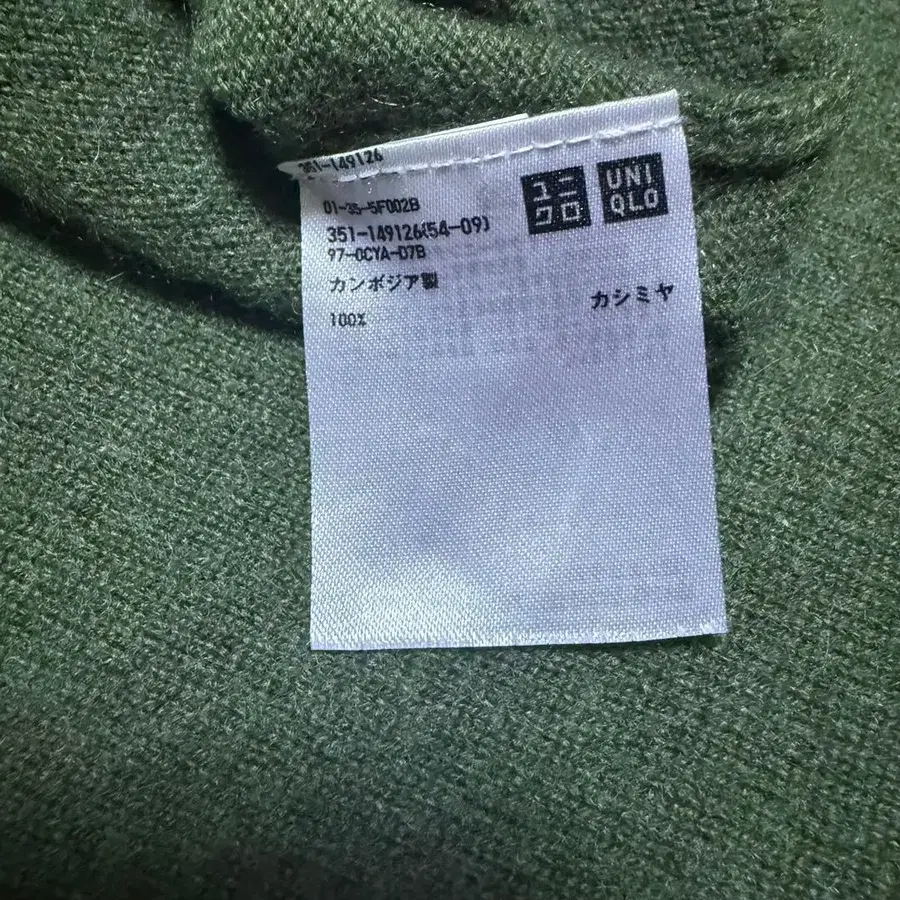 351-149126
ユニ
クロ
UNI
QLO
01-35-5F002B
351-149126(54-09)
97-0CYA-07B
カンボジア製
カシミヤ
100%